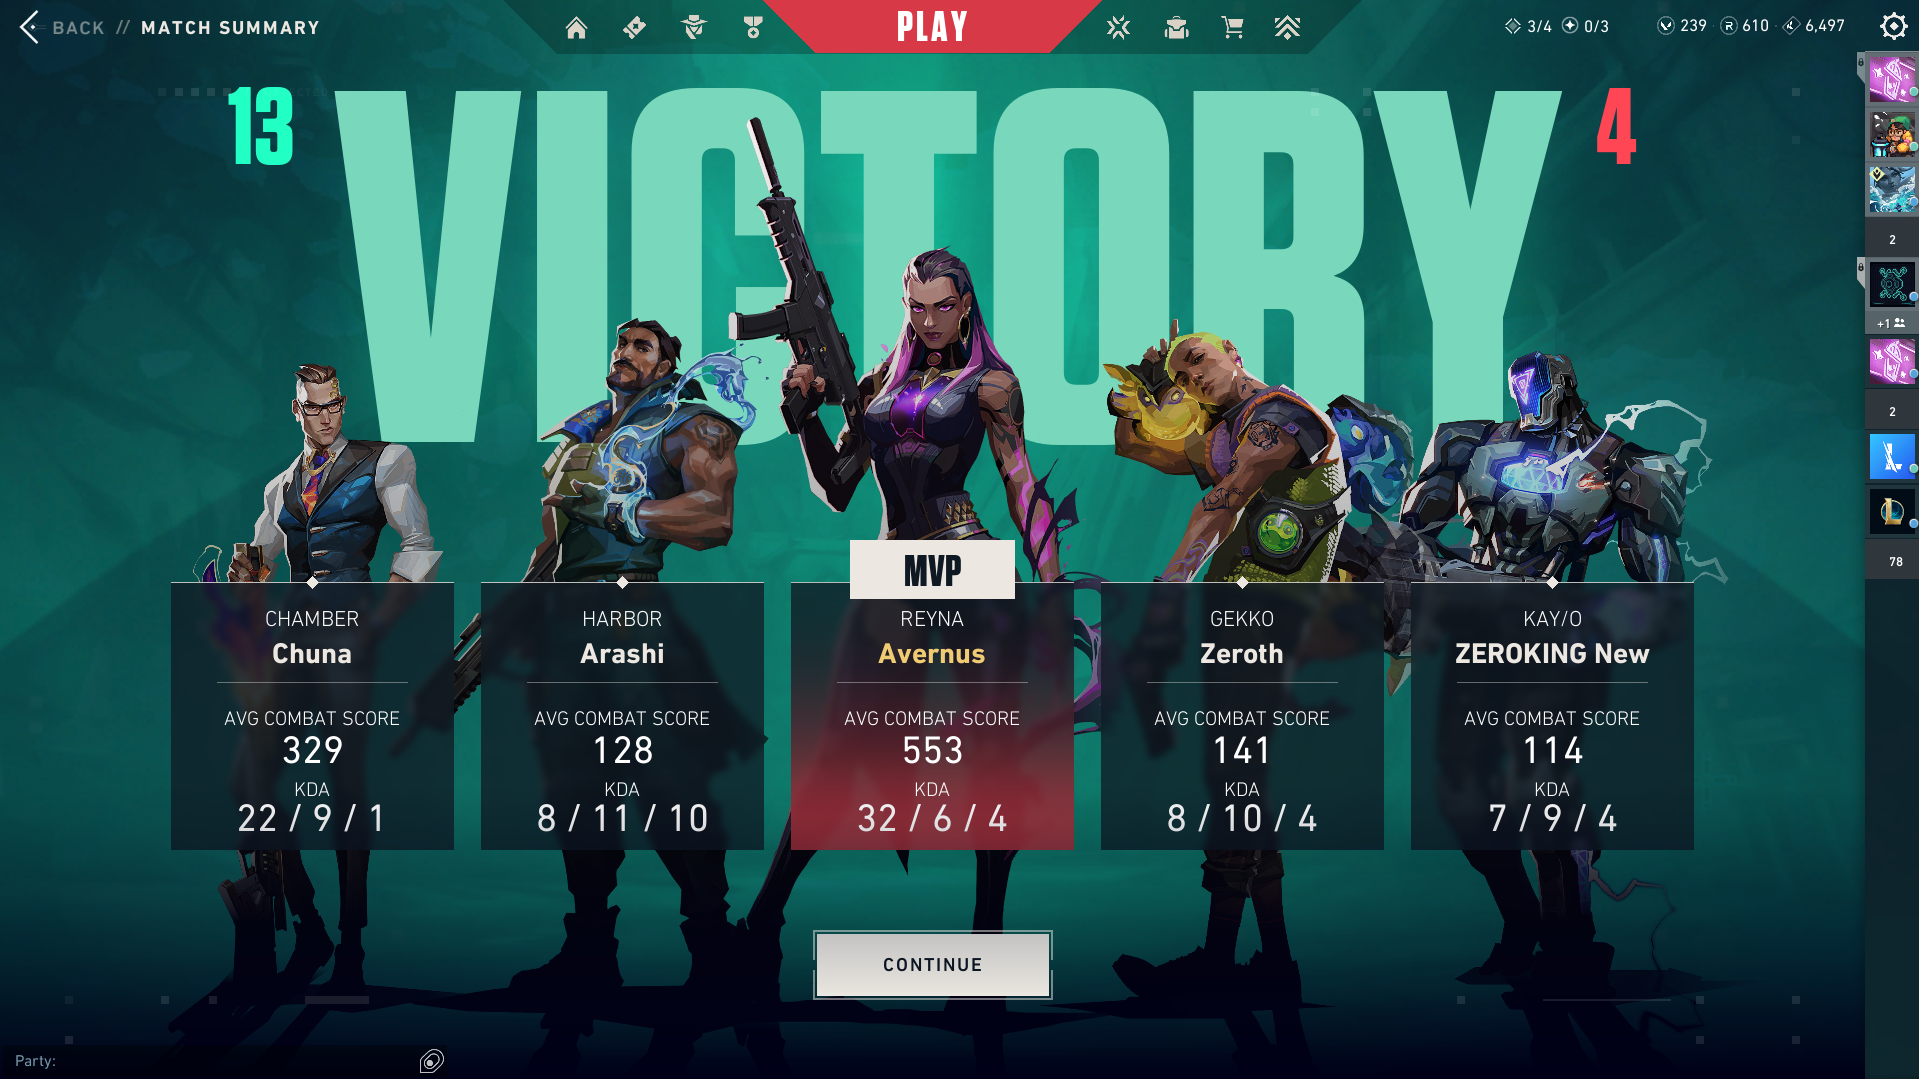 BACK // MATCH SUMMARY
PLAY
3/4 0/3 239 610 6,497
13
VICTORY
4
2
+1
2
78
MVP
CHAMBER
Chuna
AVG COMBAT SCORE
329
KDA
22 / 9 / 1
HARBOR
Arashi
AVG COMBAT SCORE
128
KDA
8 / 11 / 10
REYNA
Avernus
AVG COMBAT SCORE
553
KDA
32 / 6 / 4
GEKKO
Zeroth
AVG COMBAT SCORE
141
KDA
8 / 10 / 4
KAY/O
ZEROKING New
AVG COMBAT SCORE
114
KDA
7 / 9 / 4
CONTINUE
Party: